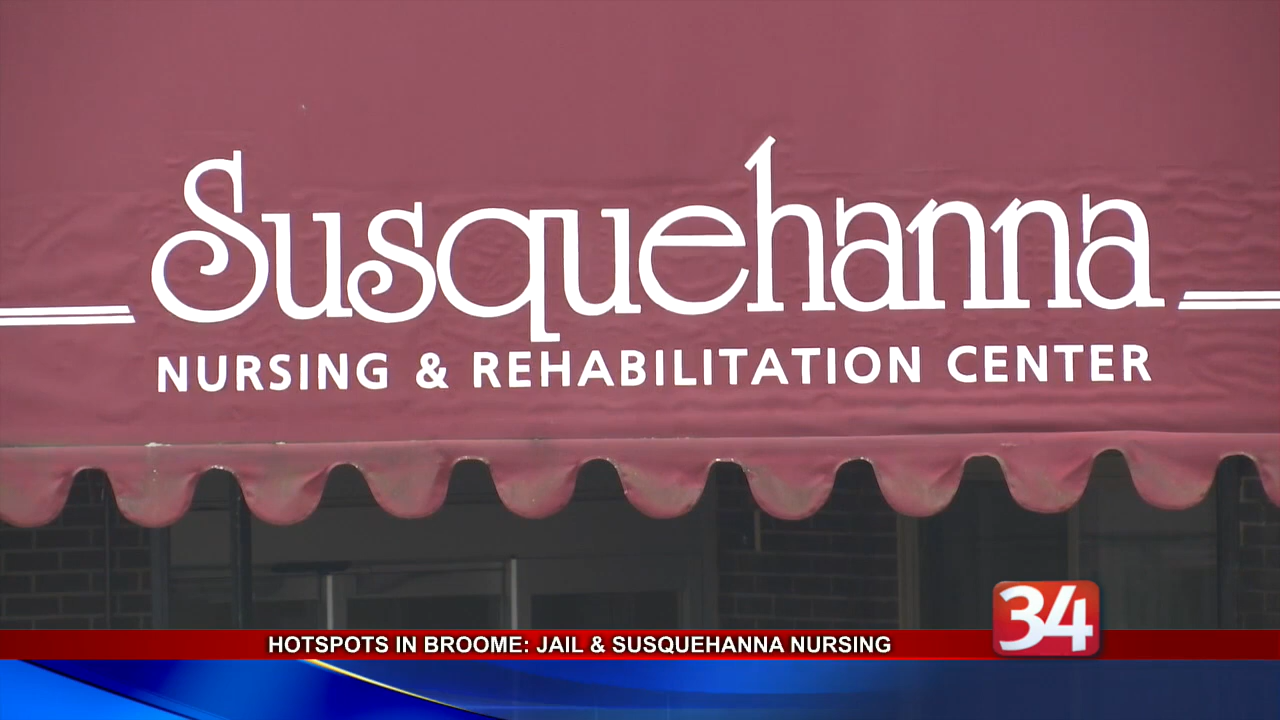 Susquehanna
NURSING & REHABILITATION CENTER
34
HOTSPOTS IN BROOME: JAIL & SUSQUEHANNA NURSING